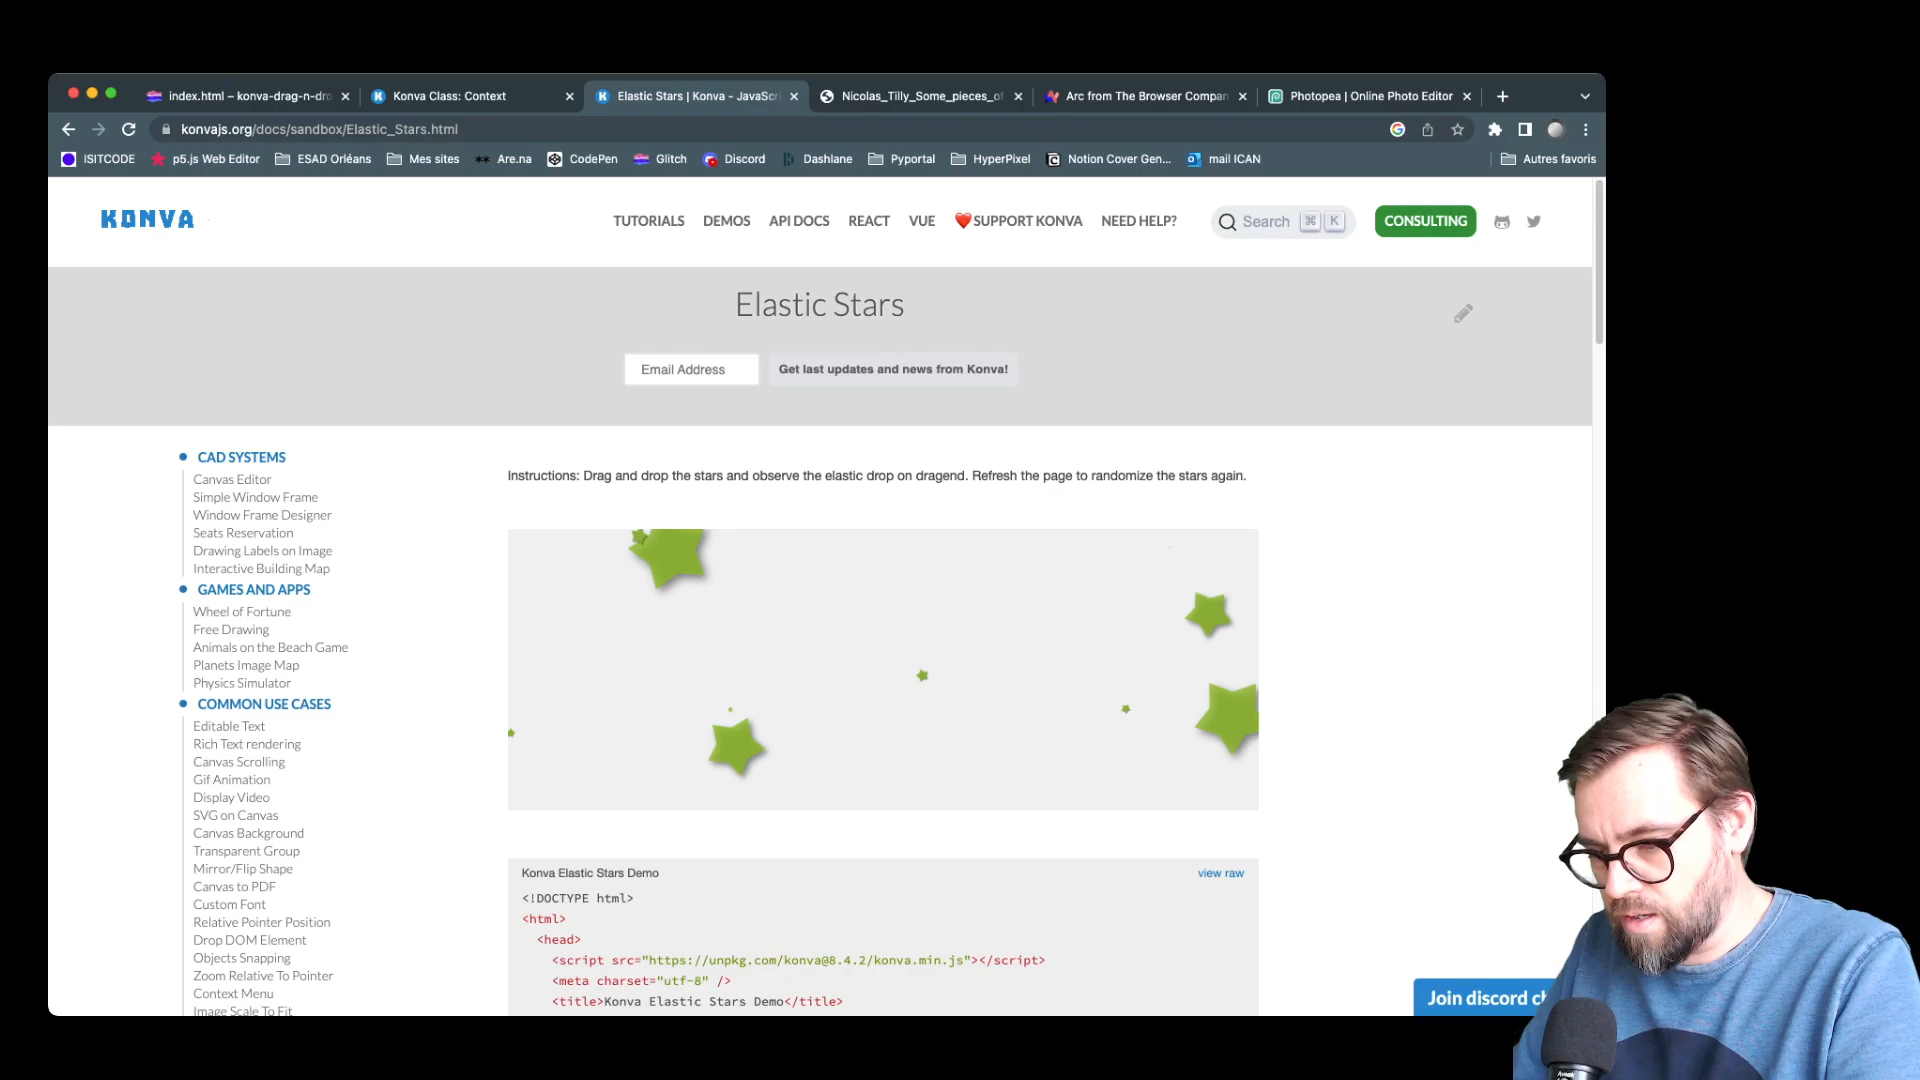 index.html – konva-drag-n-dro
Konva Class: Context
Elastic Stars | Konva - JavaScri
Nicolas_Tilly_Some_pieces_of
Arc from The Browser Compan
Photopea | Online Photo Editor
konvajs.org/docs/sandbox/Elastic_Stars.html
ISITCODE
p5.js Web Editor
ESAD Orléans
Mes sites
Are.na
CodePen
Glitch
Discord
Dashlane
Pyportal
HyperPixel
Notion Cover Gen...
mail ICAN
Autres favoris
KONVA
TUTORIALS
DEMOS
API DOCS
REACT
VUE
❤️SUPPORT KONVA
NEED HELP?
Search ⌘ K
CONSULTING
Elastic Stars
Email Address
Get last updates and news from Konva!
CAD SYSTEMS
Canvas Editor
Simple Window Frame
Window Frame Designer
Seats Reservation
Drawing Labels on Image
Interactive Building Map
GAMES AND APPS
Wheel of Fortune
Free Drawing
Animals on the Beach Game
Planets Image Map
Physics Simulator
COMMON USE CASES
Editable Text
Rich Text rendering
Canvas Scrolling
Gif Animation
Display Video
SVG on Canvas
Canvas Background
Transparent Group
Mirror/Flip Shape
Canvas to PDF
Custom Font
Relative Pointer Position
Drop DOM Element
Objects Snapping
Zoom Relative To Pointer
Context Menu
Image Scale To Fit
Instructions: Drag and drop the stars and observe the elastic drop on dragend. Refresh the page to randomize the stars again.
Konva Elastic Stars Demo
view raw
<!DOCTYPE html>
<html>
<head>
<script src="https://unpkg.com/konva@8.4.2/konva.min.js"></script>
<meta charset="utf-8" />
<title>Konva Elastic Stars Demo</title>
Join discord ch